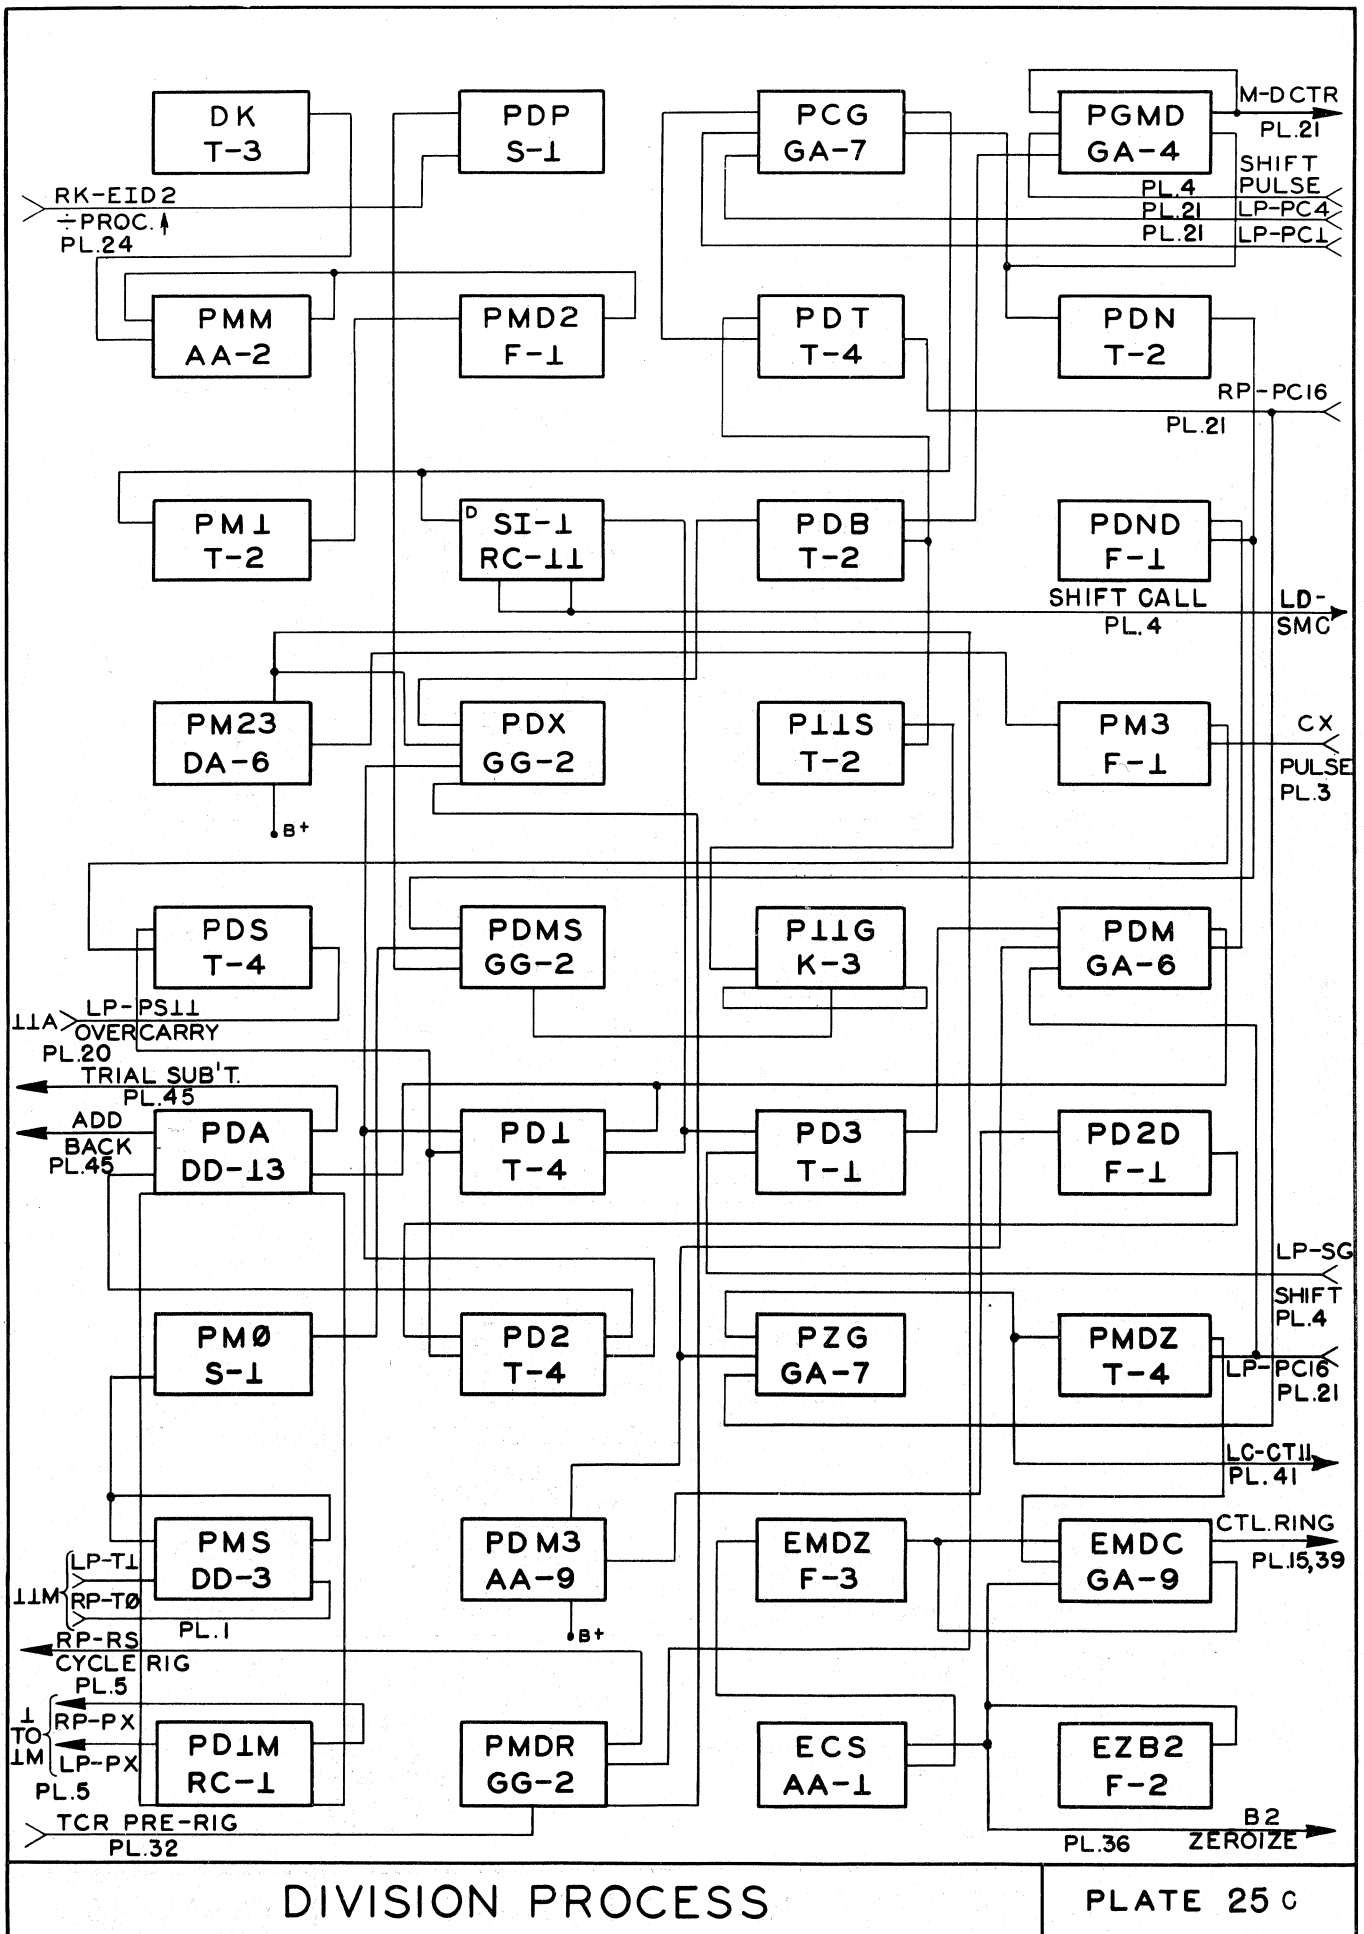 DK
T-3
PDP
S-1
PCG
GA-7
PGMD
GA-4
M-DCTR
PL.21
SHIFT
PULSE
PL.4
RK-EID2
÷PROC.↑
PL.24
PL.21 LP-PC4
PL.21 LP-PC1
PMM
AA-2
PMD2
F-1
PDT
T-4
PDN
T-2
RP-PC16
PL.21
PM1
T-2
D SI-1
RC-11
PDB
T-2
PDND
F-1
SHIFT CALL
PL.4
LD-
SMC
PM23
DA-6
B+
PDX
GG-2
P11S
T-2
PM3
F-1
CX
PULSE
PL.3
PDS
T-4
PDMS
GG-2
P11G
K-3
PDM
GA-6
11A
LP-PS11
OVERCARRY
PL.20
TRIAL SUB'T.
PL.45
ADD
BACK
PL.45
PDA
DD-13
PD1
T-4
PD3
T-1
PD2D
F-1
LP-SG
SHIFT
PL.4
PMØ
S-1
PD2
T-4
PZG
GA-7
PMDZ
T-4
LP-PC16
PL.21
LC-CT11
PL.41
PMS
DD-3
PDM3
AA-9
B+
EMDZ
F-3
EMDC
GA-9
CTL.RING
PL.15,39
11M
LP-T1
RP-TØ
PL.1
RP-RS
CYCLE RIG
PL.5
1
TO
1M
RP-PX
LP-PX
PL.5
PD1M
RC-1
PMDR
GG-2
ECS
AA-1
EZB2
F-2
TCR PRE-RIG
PL.32
B2
ZEROIZE
PL.36
DIVISION PROCESS
PLATE 25 C